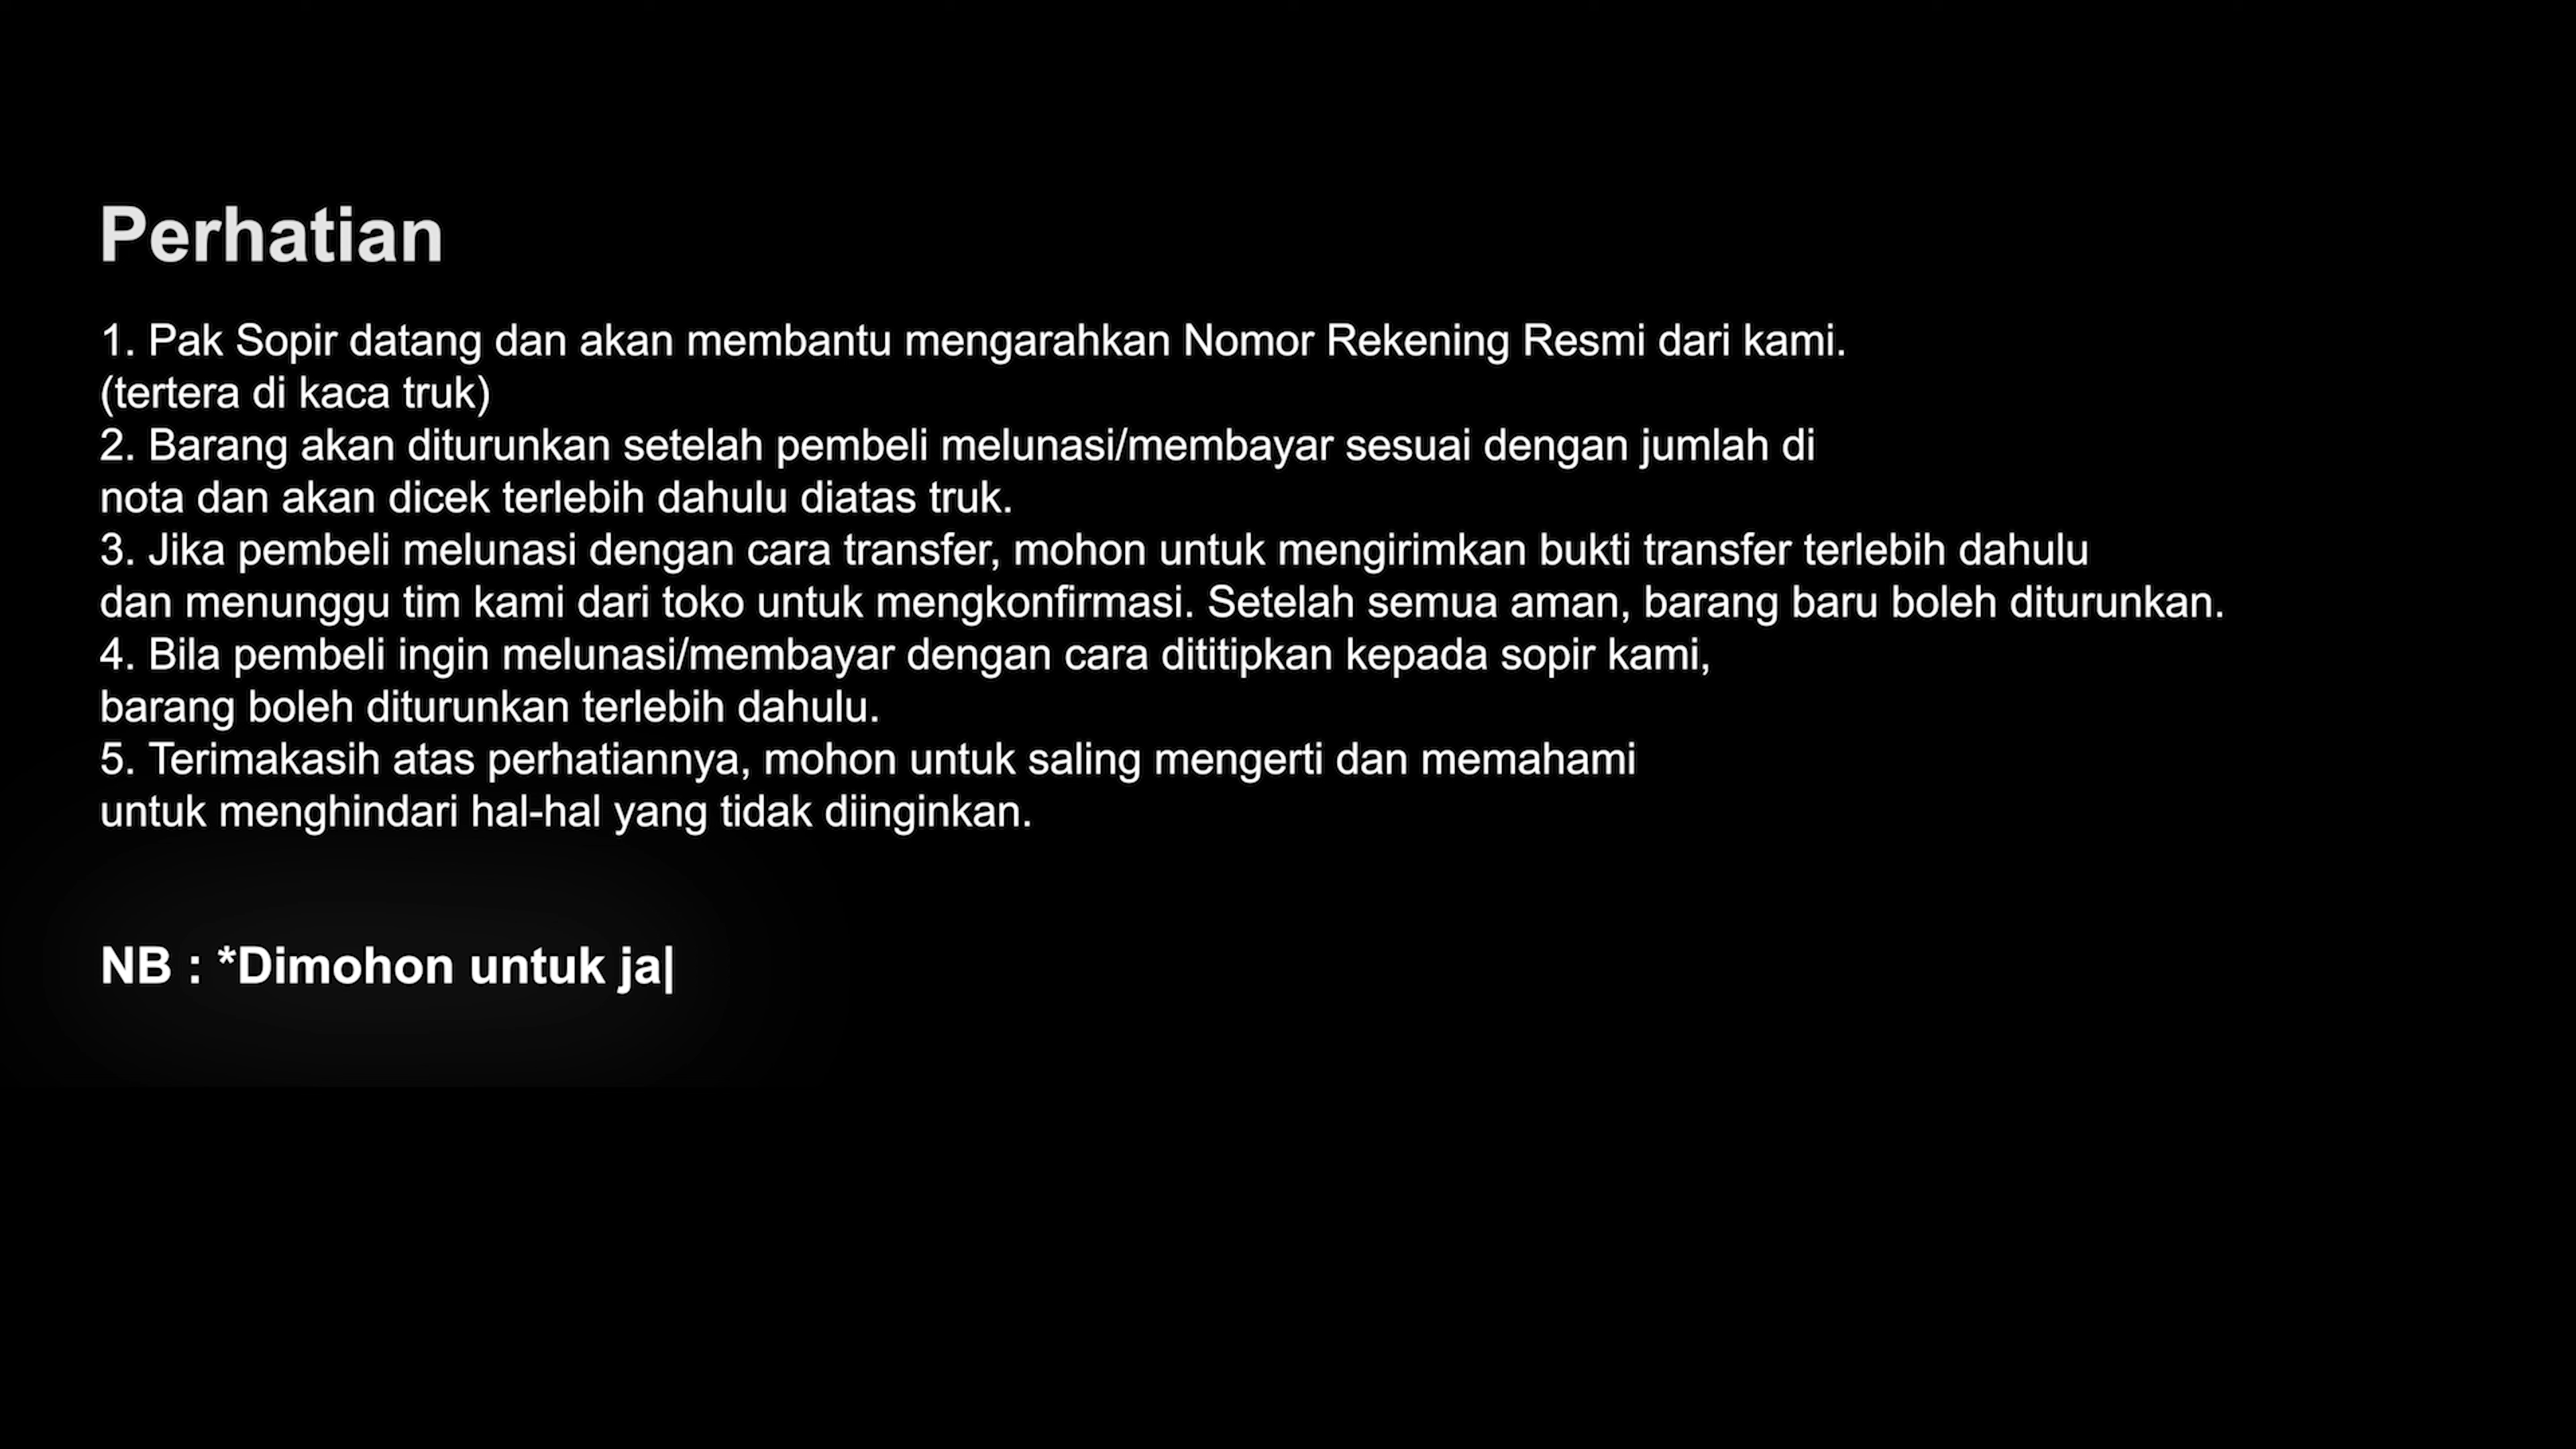 Perhatian
1. Pak Sopir datang dan akan membantu mengarahkan Nomor Rekening Resmi dari kami.
(tertera di kaca truk)
2. Barang akan diturunkan setelah pembeli melunasi/membayar sesuai dengan jumlah di
nota dan akan dicek terlebih dahulu diatas truk.
3. Jika pembeli melunasi dengan cara transfer, mohon untuk mengirimkan bukti transfer terlebih dahulu
dan menunggu tim kami dari toko untuk mengkonfirmasi. Setelah semua aman, barang baru boleh diturunkan.
4. Bila pembeli ingin melunasi/membayar dengan cara dititipkan kepada sopir kami,
barang boleh diturunkan terlebih dahulu.
5. Terimakasih atas perhatiannya, mohon untuk saling mengerti dan memahami
untuk menghindari hal-hal yang tidak diinginkan.
NB : *Dimohon untuk ja|